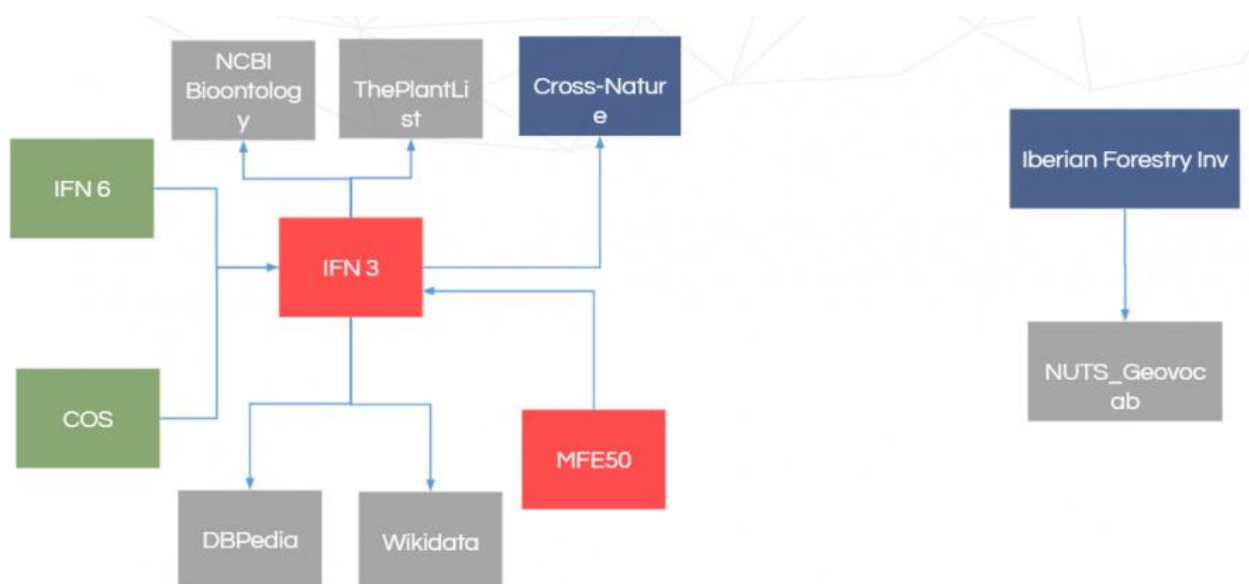 NCBI
Bioontolog
y
ThePlantLi
st
Cross-Natur
e
Iberian Forestry Inv
IFN 6
IFN 3
COS
NUTS_Geovoc
ab
MFE50
DBPedia
Wikidata